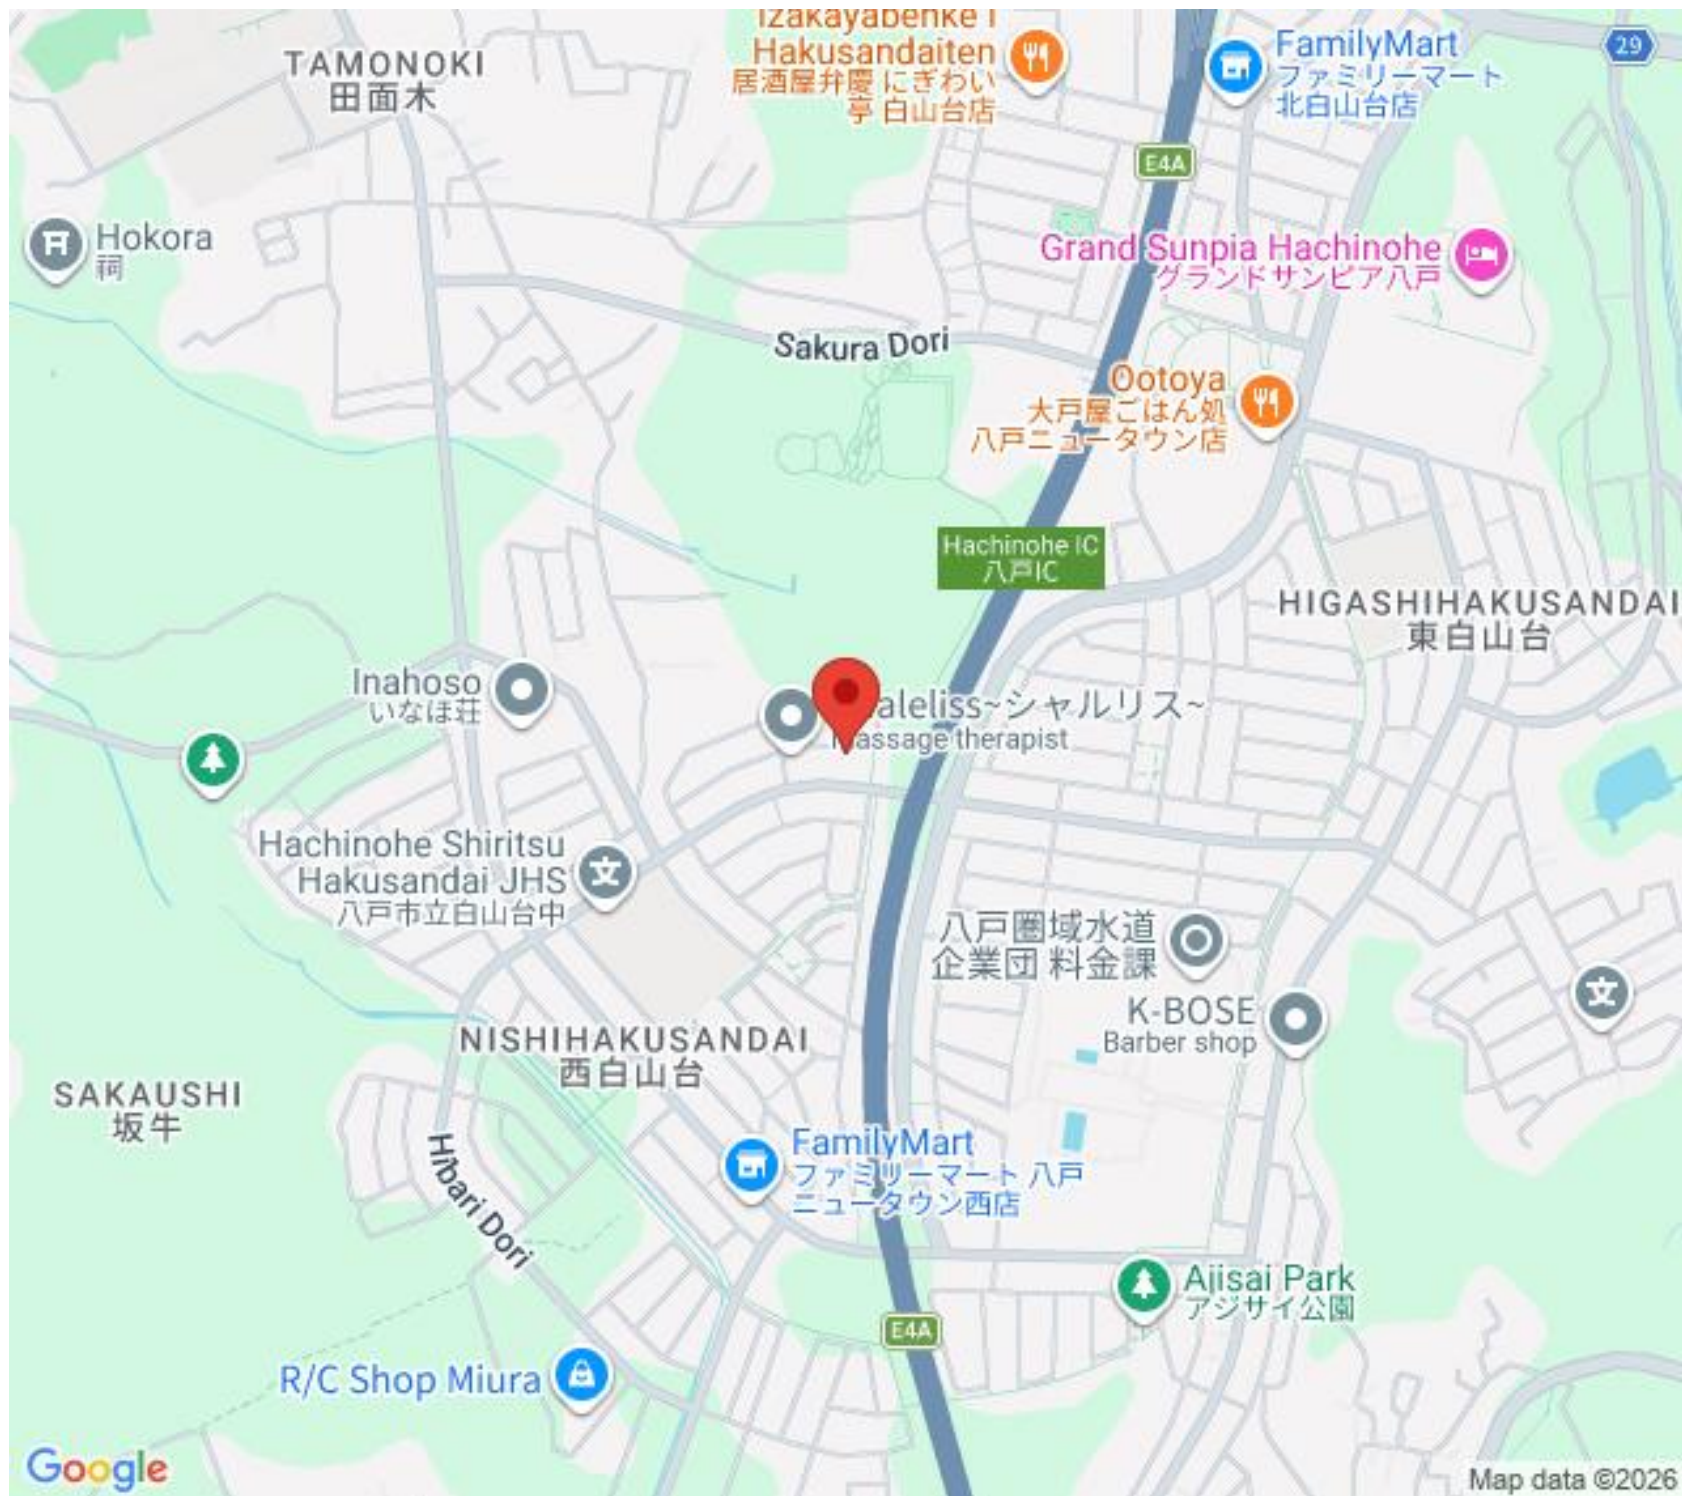 Izakayabenke I
Hakusandaiten
居酒屋弁慶 にぎわい
亭 白山台店
FamilyMart
ファミリーマート
北白山台店
29
TAMONOKI
田面木
E4A
Hokora
祠
Grand Sunpia Hachinohe
グランドサンピア八戸
Sakura Dori
Ootoya
大戸屋ごはん処
八戸ニュータウン店
Hachinohe IC
八戸IC
HIGASHIHAKUSANDAI
東白山台
Inahoso
いなほ荘
aleliss~シャルリス~
Massage therapist
Hachinohe Shiritsu
Hakusandai JHS
八戸市立白山台中
文
八戸圏域水道
企業団 料金課
文
K-BOSE
Barber shop
NISHIHAKUSANDAI
西白山台
SAKAUSHI
坂牛
Hibari Dori
FamilyMart
ファミリーマート 八戸
ニュータウン西店
Ajisai Park
アジサイ公園
E4A
R/C Shop Miura
Google
Map data ©2026